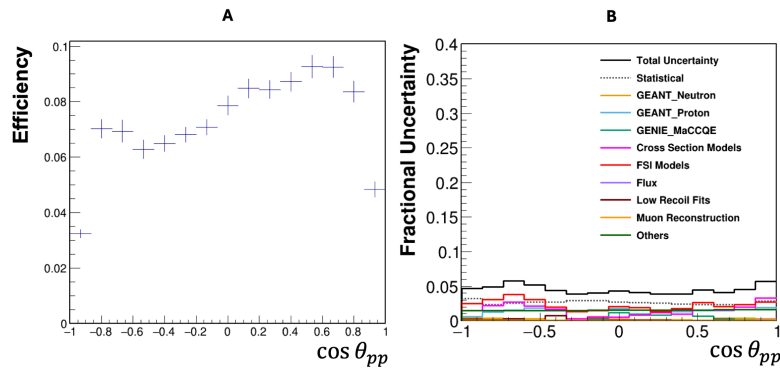 A
Efficiency
0.1
0.08
0.06
0.04
0.02
0
−1 −0.8 −0.6 −0.4 −0.2 0 0.2 0.4 0.6 0.8 1
cos θpp
B
Fractional Uncertainty
0.4
0.35
0.3
0.25
0.2
0.15
0.1
0.05
0
Total Uncertainty
Statistical
GEANT_Neutron
GEANT_Proton
GENIE_MaCCQE
Cross Section Models
FSI Models
Flux
Low Recoil Fits
Muon Reconstruction
Others
−1 −0.5 0 0.5 1
cos θpp